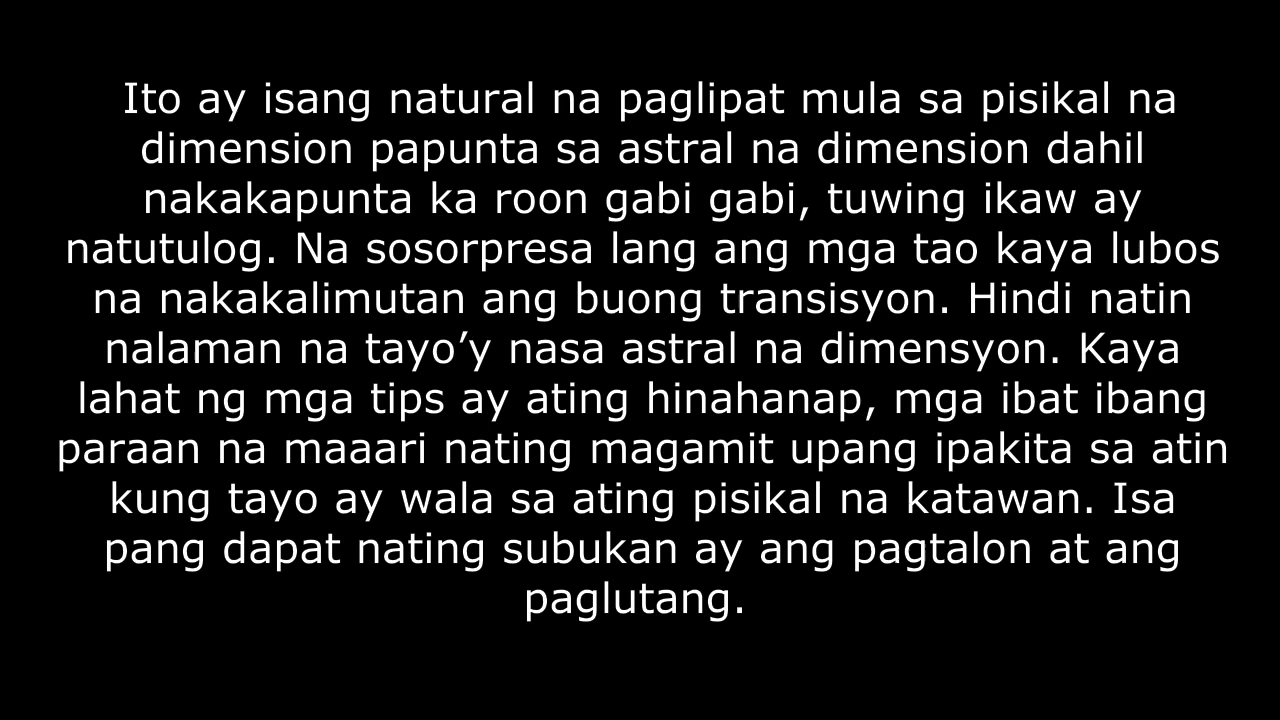 Ito ay isang natural na paglipat mula sa pisikal na
dimension papunta sa astral na dimension dahil
nakakapunta ka roon gabi gabi, tuwing ikaw ay
natutulog. Na sosorpresa lang ang mga tao kaya lubos
na nakakalimutan ang buong transisyon. Hindi natin
nalaman na tayo’y nasa astral na dimensyon. Kaya
lahat ng mga tips ay ating hinahanap, mga ibat ibang
paraan na maaari nating magamit upang ipakita sa atin
kung tayo ay wala sa ating pisikal na katawan. Isa
pang dapat nating subukan ay ang pagtalon at ang
paglutang.